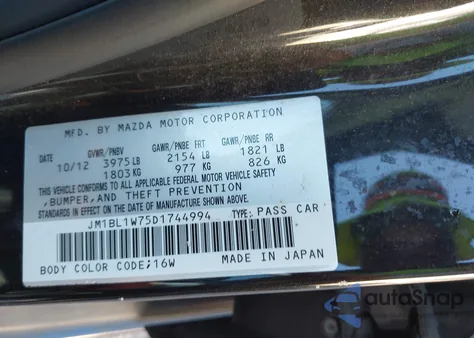 MFD. BY MAZDA MOTOR CORPORATION
DATE GVWR/PNBV GAWR/PNBE FRT GAWR/PNBE RR
10/12 3975 LB 2154 LB 1821 LB
1803 KG 977 KG 826 KG
THIS VEHICLE CONFORMS TO ALL APPLICABLE FEDERAL MOTOR VEHICLE SAFETY,
BUMPER, AND THEFT PREVENTION
STANDARDS IN EFFECT ON THE DATE OF MANUFACTURE SHOWN ABOVE.
JM1BL1W75D1744994 TYPE: PASS CAR
BODY COLOR CODE;16W MADE IN JAPAN
autoSnap